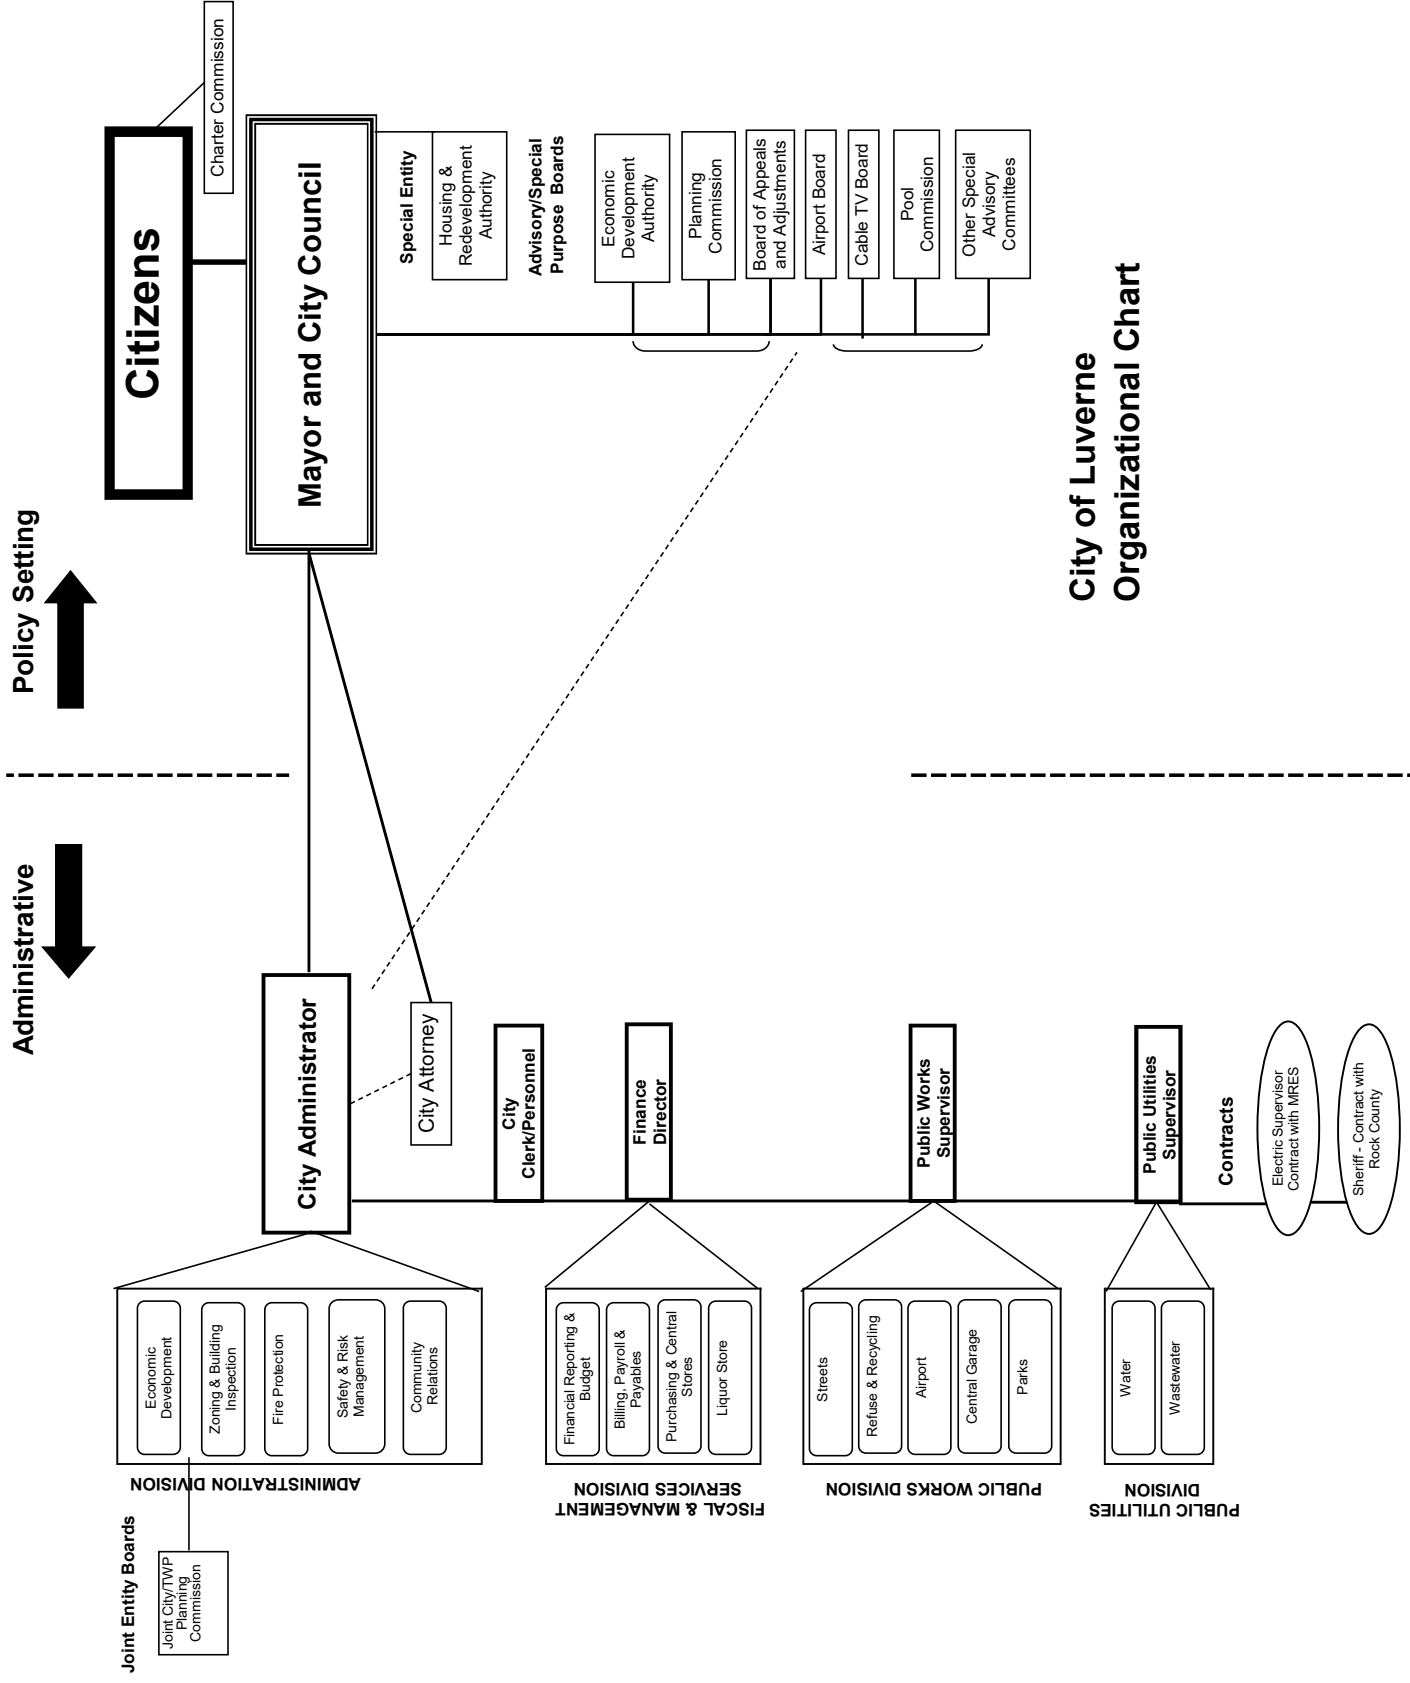 Administrative
Policy Setting
Citizens
Charter Commission
Mayor and City Council
Special Entity
Housing &
Redevelopment
Authority
Advisory/Special
Purpose Boards
Economic
Development
Authority
Planning
Commission
Board of Appeals
and Adjustments
Airport Board
Cable TV Board
Pool
Commission
Other Special
Advisory
Committees
City Administrator
City Attorney
City
Clerk/Personnel
Finance
Director
Public Works
Supervisor
Public Utilities
Supervisor
Contracts
Electric Supervisor
Contract with MRES
Sheriff - Contract with
Rock County
ADMINISTRATION DIVISION
Economic
Development
Zoning & Building
Inspection
Fire Protection
Safety & Risk
Management
Community
Relations
Joint Entity Boards
Joint City/TWP
Planning
Commission
FISCAL & MANAGEMENT
SERVICES DIVISION
Financial Reporting &
Budget
Billing, Payroll &
Payables
Purchasing & Central
Stores
Liquor Store
PUBLIC WORKS DIVISION
Streets
Refuse & Recycling
Airport
Central Garage
Parks
PUBLIC UTILITIES
DIVISION
Water
Wastewater
City of Luverne
Organizational Chart